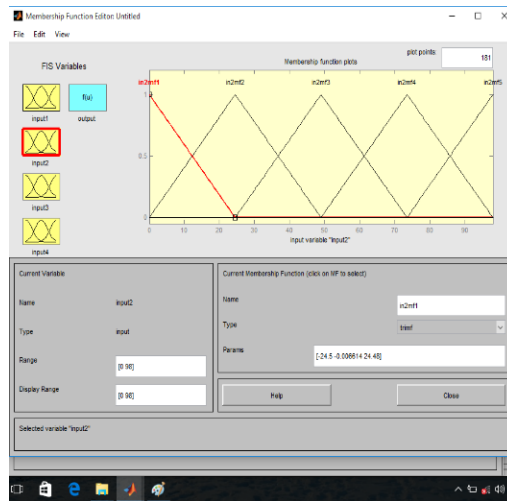 Membership Function Editor: Untitled
File Edit View
FIS Variables
f(u)
input1 output
input2
input3
input4
Membership function plots
plot points:
181
in2mf1 in2mf2 in2mf3 in2mf4 in2mf5
1
0.5
0
0 10 20 30 40 50 60 70 80 90
input variable "input2"
Current Variable
Name input2
Type input
Range [0 98]
Display Range [0 98]
Current Membership Function (click on MF to select)
Name in2mf1
Type trimf
Params [-24.5 -0.006614 24.48]
Help Close
Selected variable "input2"